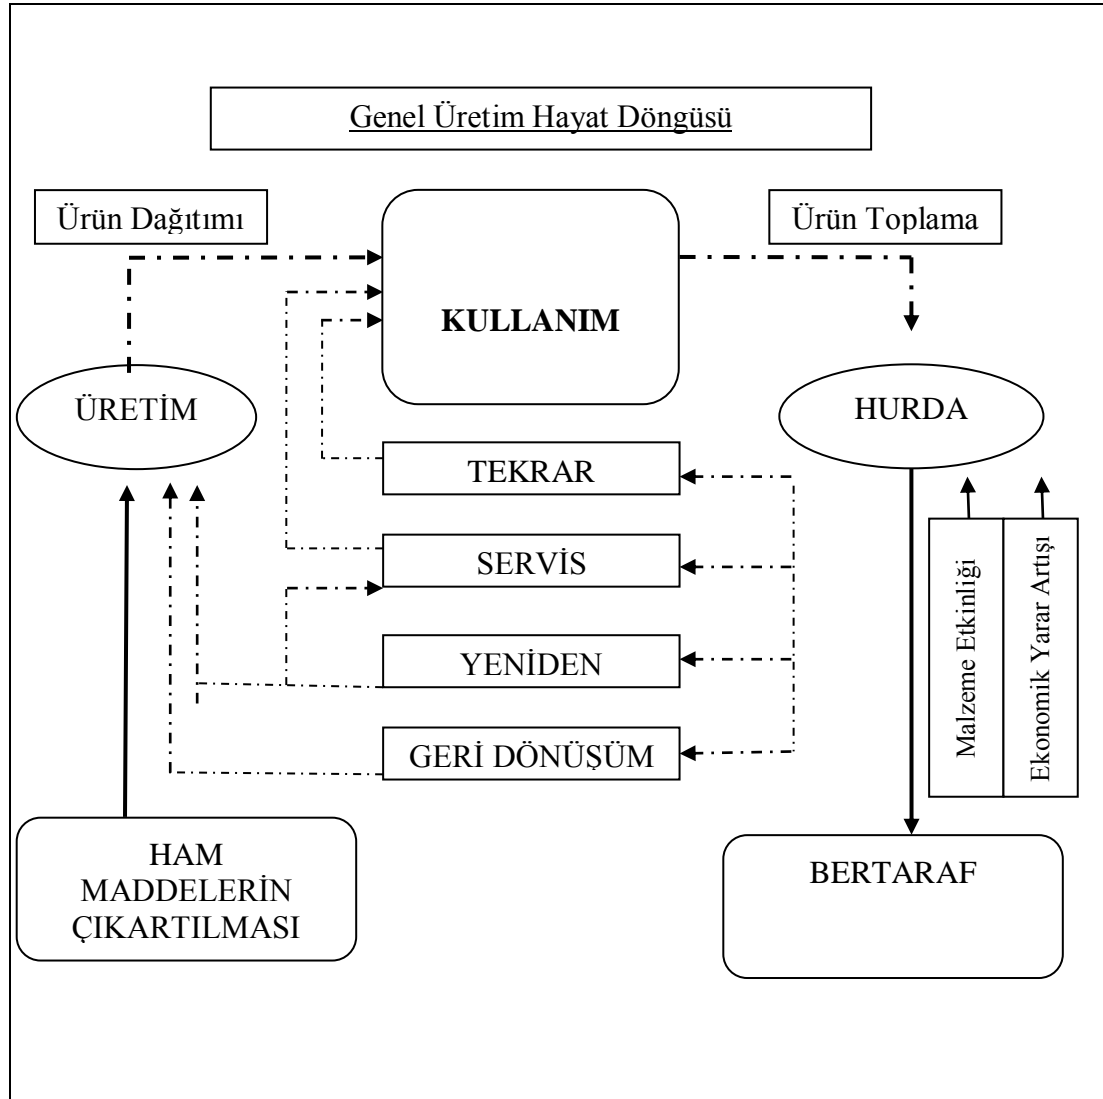 Genel Üretim Hayat Döngüsü
Ürün Dağıtımı
Ürün Toplama
KULLANIM
ÜRETİM
HURDA
TEKRAR
SERVİS
YENİDEN
GERİ DÖNÜŞÜM
Malzeme Etkinliği
Ekonomik Yarar Artışı
HAM
MADDELERİN
ÇIKARTILMASI
BERTARAF